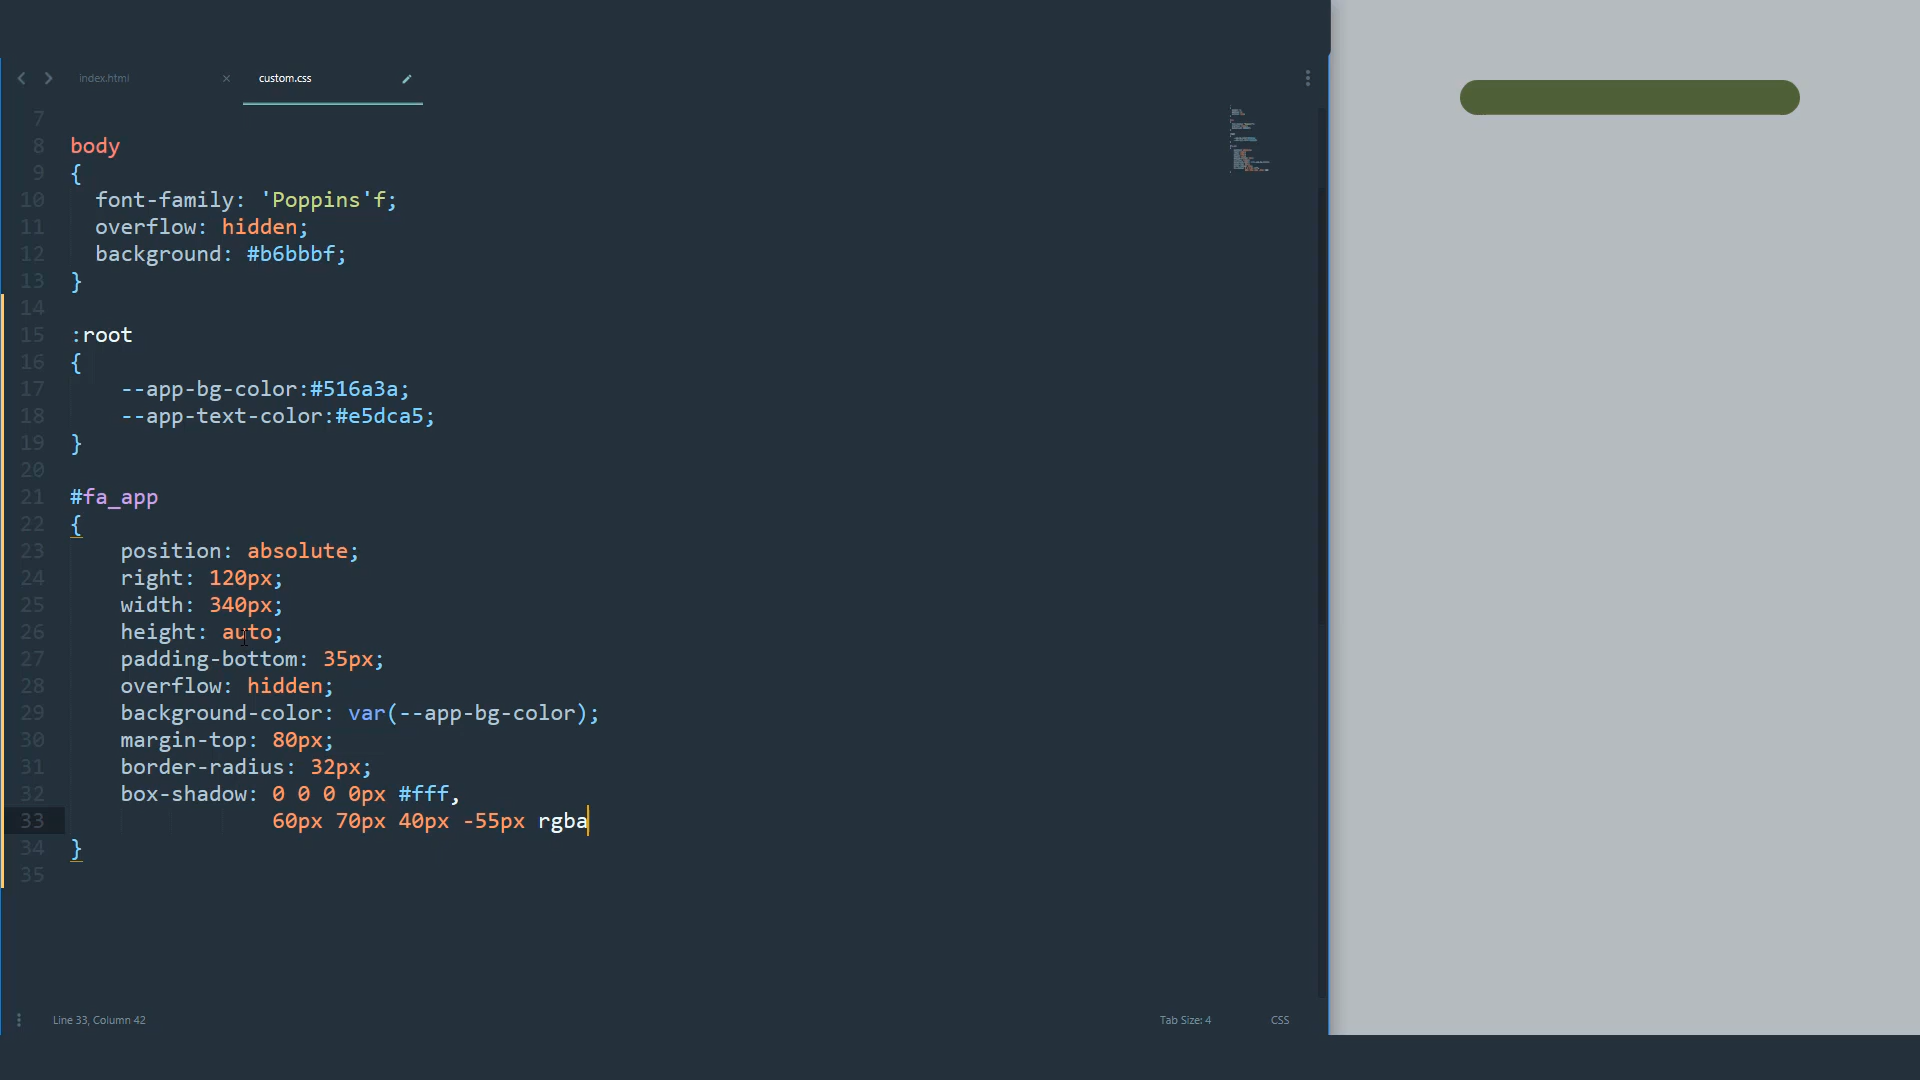 index.html
custom.css
7
8 body
9 {
10 font-family: 'Poppins'f;
11 overflow: hidden;
12 background: #b6bbbf;
13 }
14
15 :root
16 {
17 --app-bg-color:#516a3a;
18 --app-text-color:#e5dca5;
19 }
20
21 #fa_app
22 {
23 position: absolute;
24 right: 120px;
25 width: 340px;
26 height: auto;
27 padding-bottom: 35px;
28 overflow: hidden;
29 background-color: var(--app-bg-color);
30 margin-top: 80px;
31 border-radius: 32px;
32 box-shadow: 0 0 0 0px #fff,
33 60px 70px 40px -55px rgba
34 }
35
Line 33, Column 42
Tab Size: 4
CSS